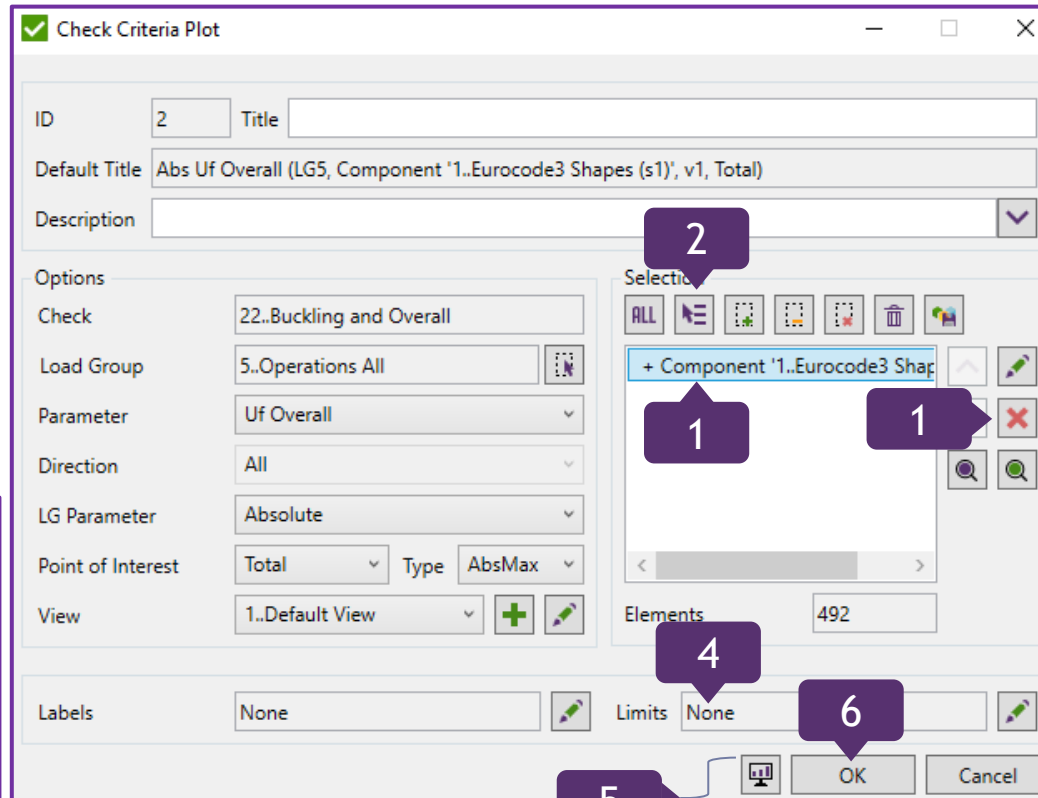 Check Criteria Plot
ID 2 Title
Default Title Abs Uf Overall (LG5, Component '1..Eurocode3 Shapes (s1)', v1, Total)
Description
2
Options
Selection
Check 22..Buckling and Overall
ALL
Load Group 5..Operations All
+ Component '1..Eurocode3 Shap
Parameter Uf Overall
1
1
Direction All
LG Parameter Absolute
Point of Interest Total Type AbsMax
View 1..Default View
Elements 492
4
Labels None
Limits None
6
5
OK Cancel